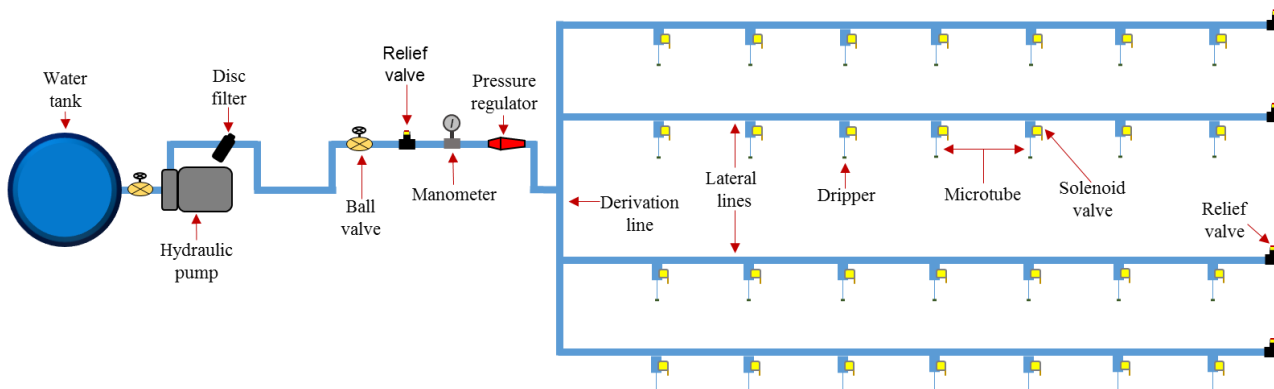 Water
tank
Disc
filter
Relief
valve
Pressure
regulator
Ball
valve
Manometer
Hydraulic
pump
Derivation
line
Lateral
lines
Dripper
Microtube
Solenoid
valve
Relief
valve